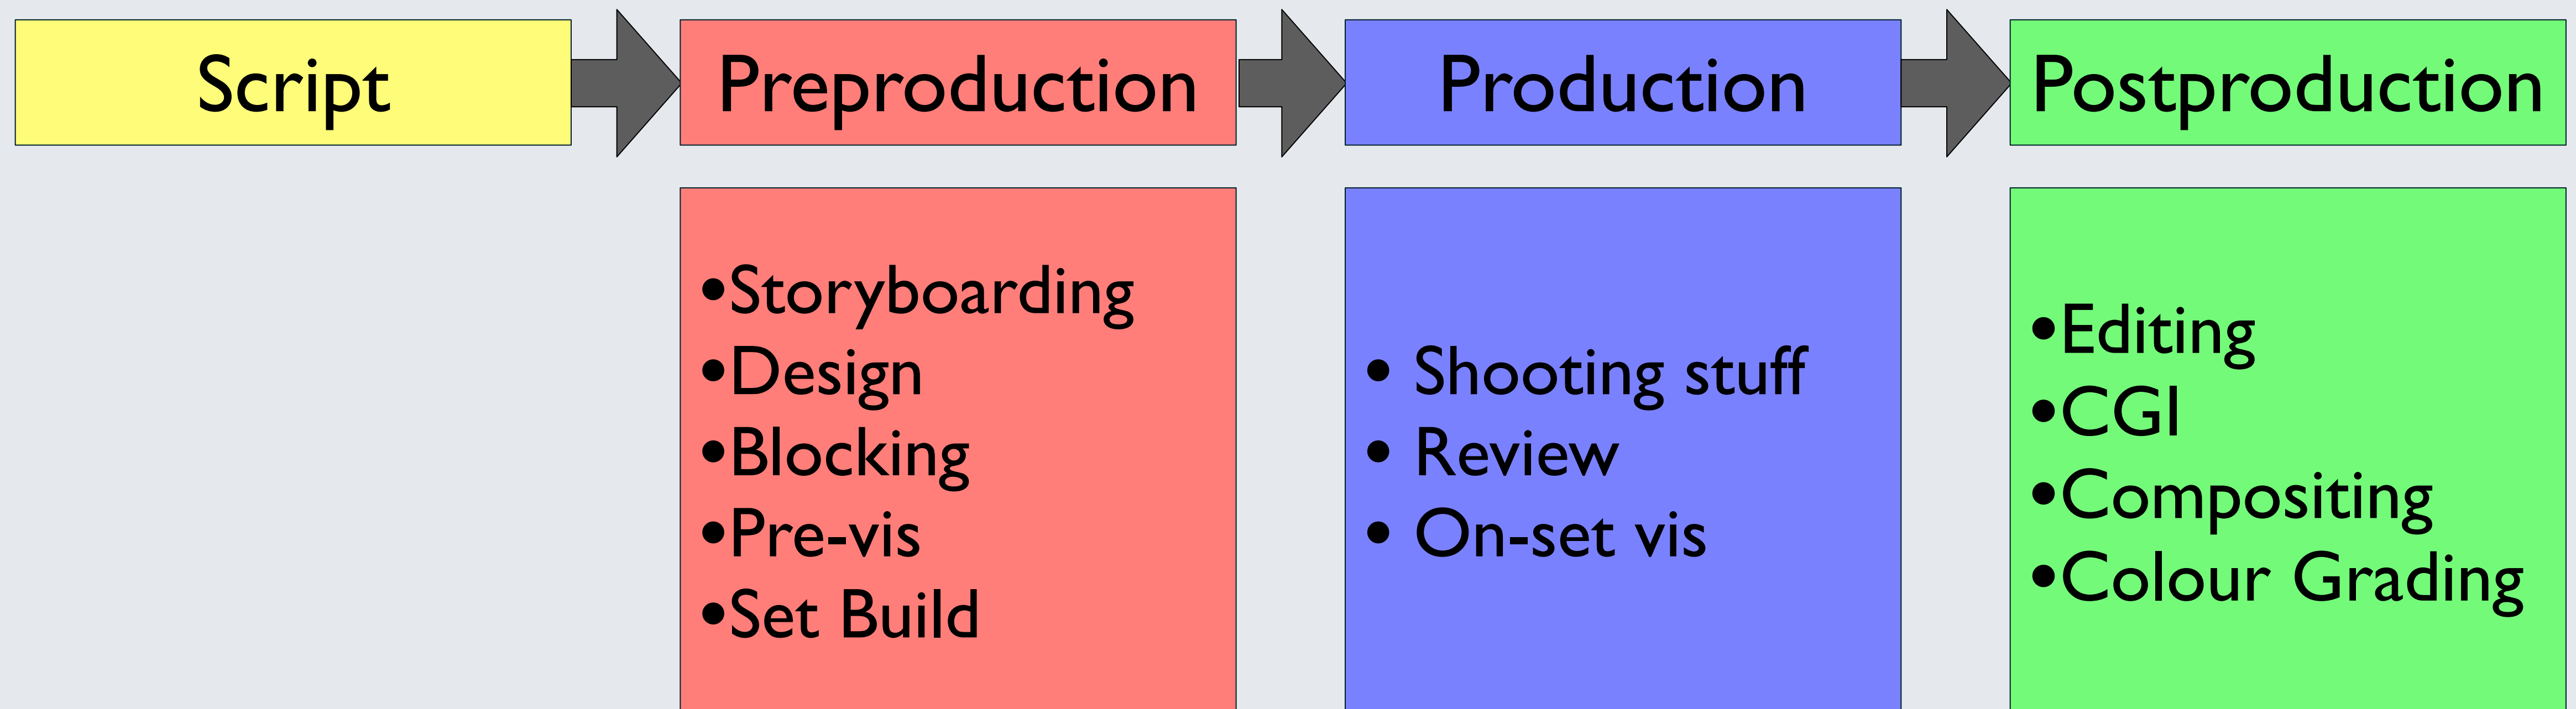 Script
Preproduction
Production
Postproduction
•Storyboarding
•Design
•Blocking
•Pre-vis
•Set Build
• Shooting stuff
• Review
• On-set vis
•Editing
•CGI
•Compositing
•Colour Grading